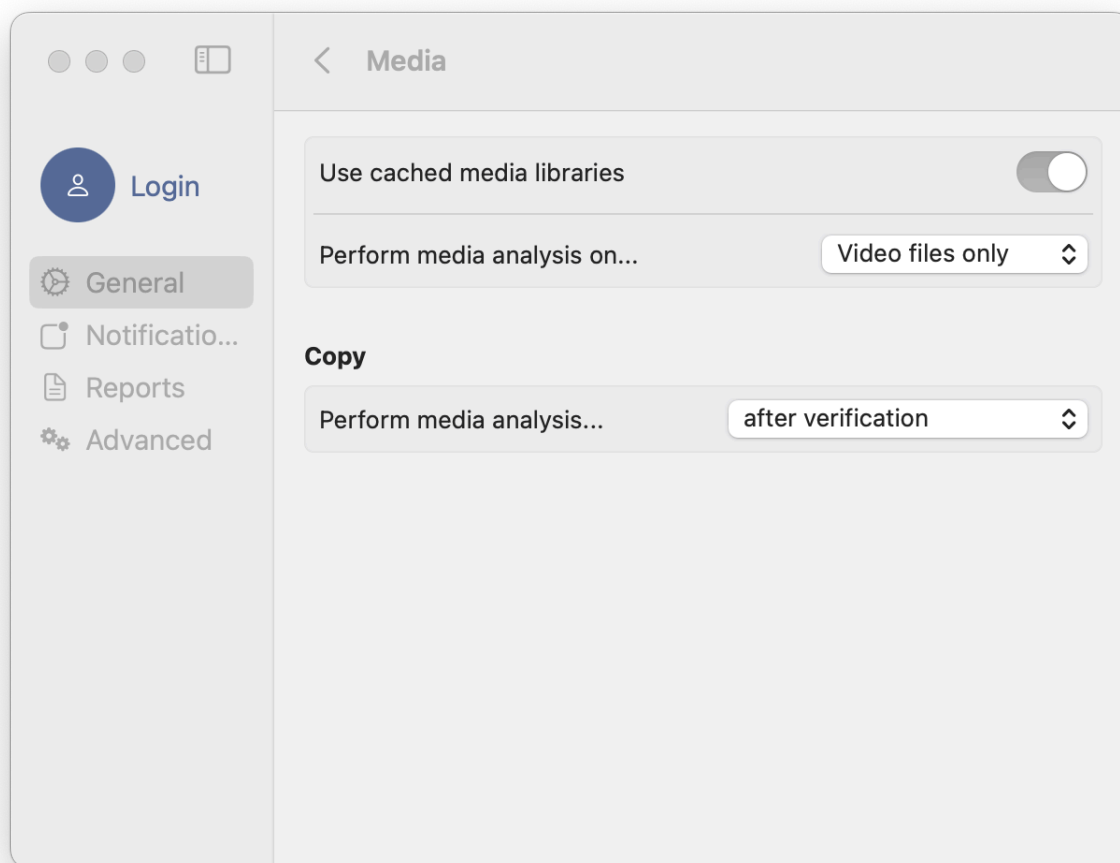 Media
Login
General
Notificatio...
Reports
Advanced
Use cached media libraries
Perform media analysis on...
Video files only
Copy
Perform media analysis...
after verification